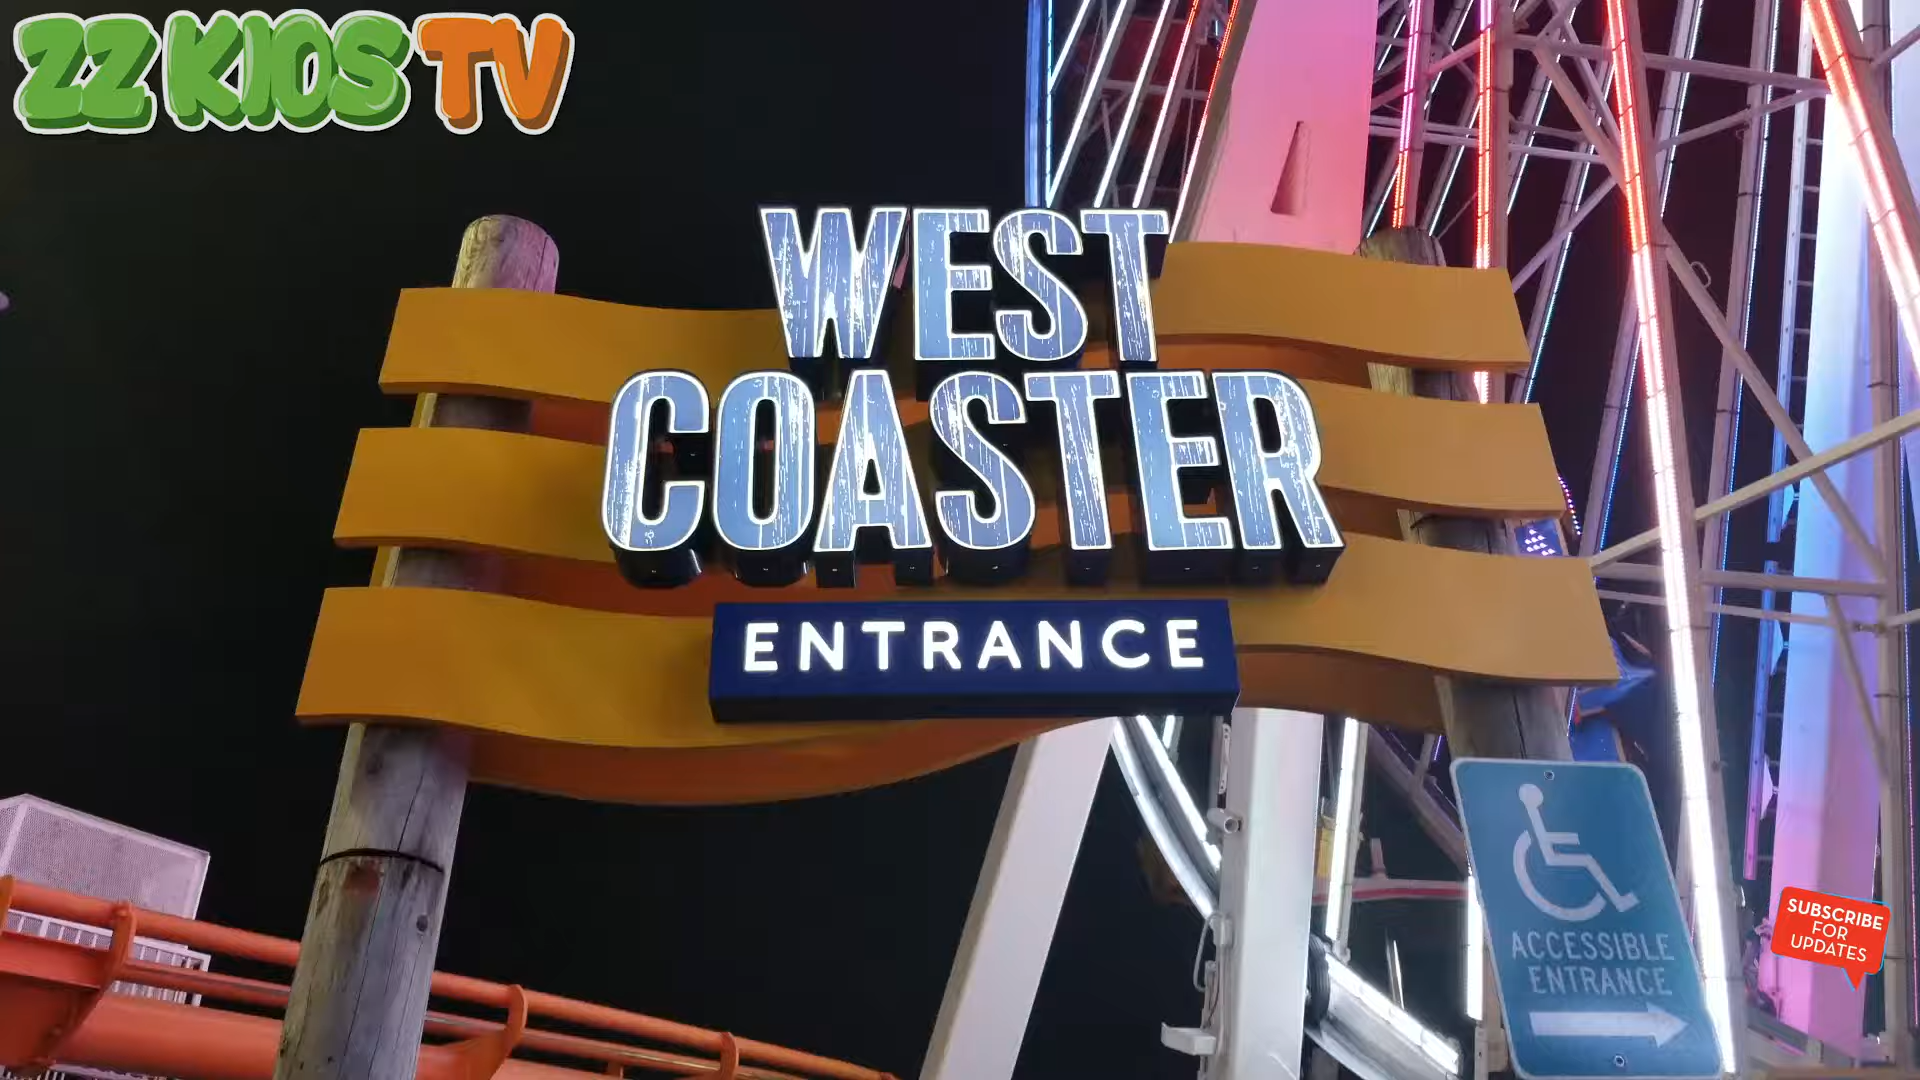 ZZ KIDS TV
WEST
COASTER
ENTRANCE
ACCESSIBLE
ENTRANCE
SUBSCRIBE
FOR
UPDATES